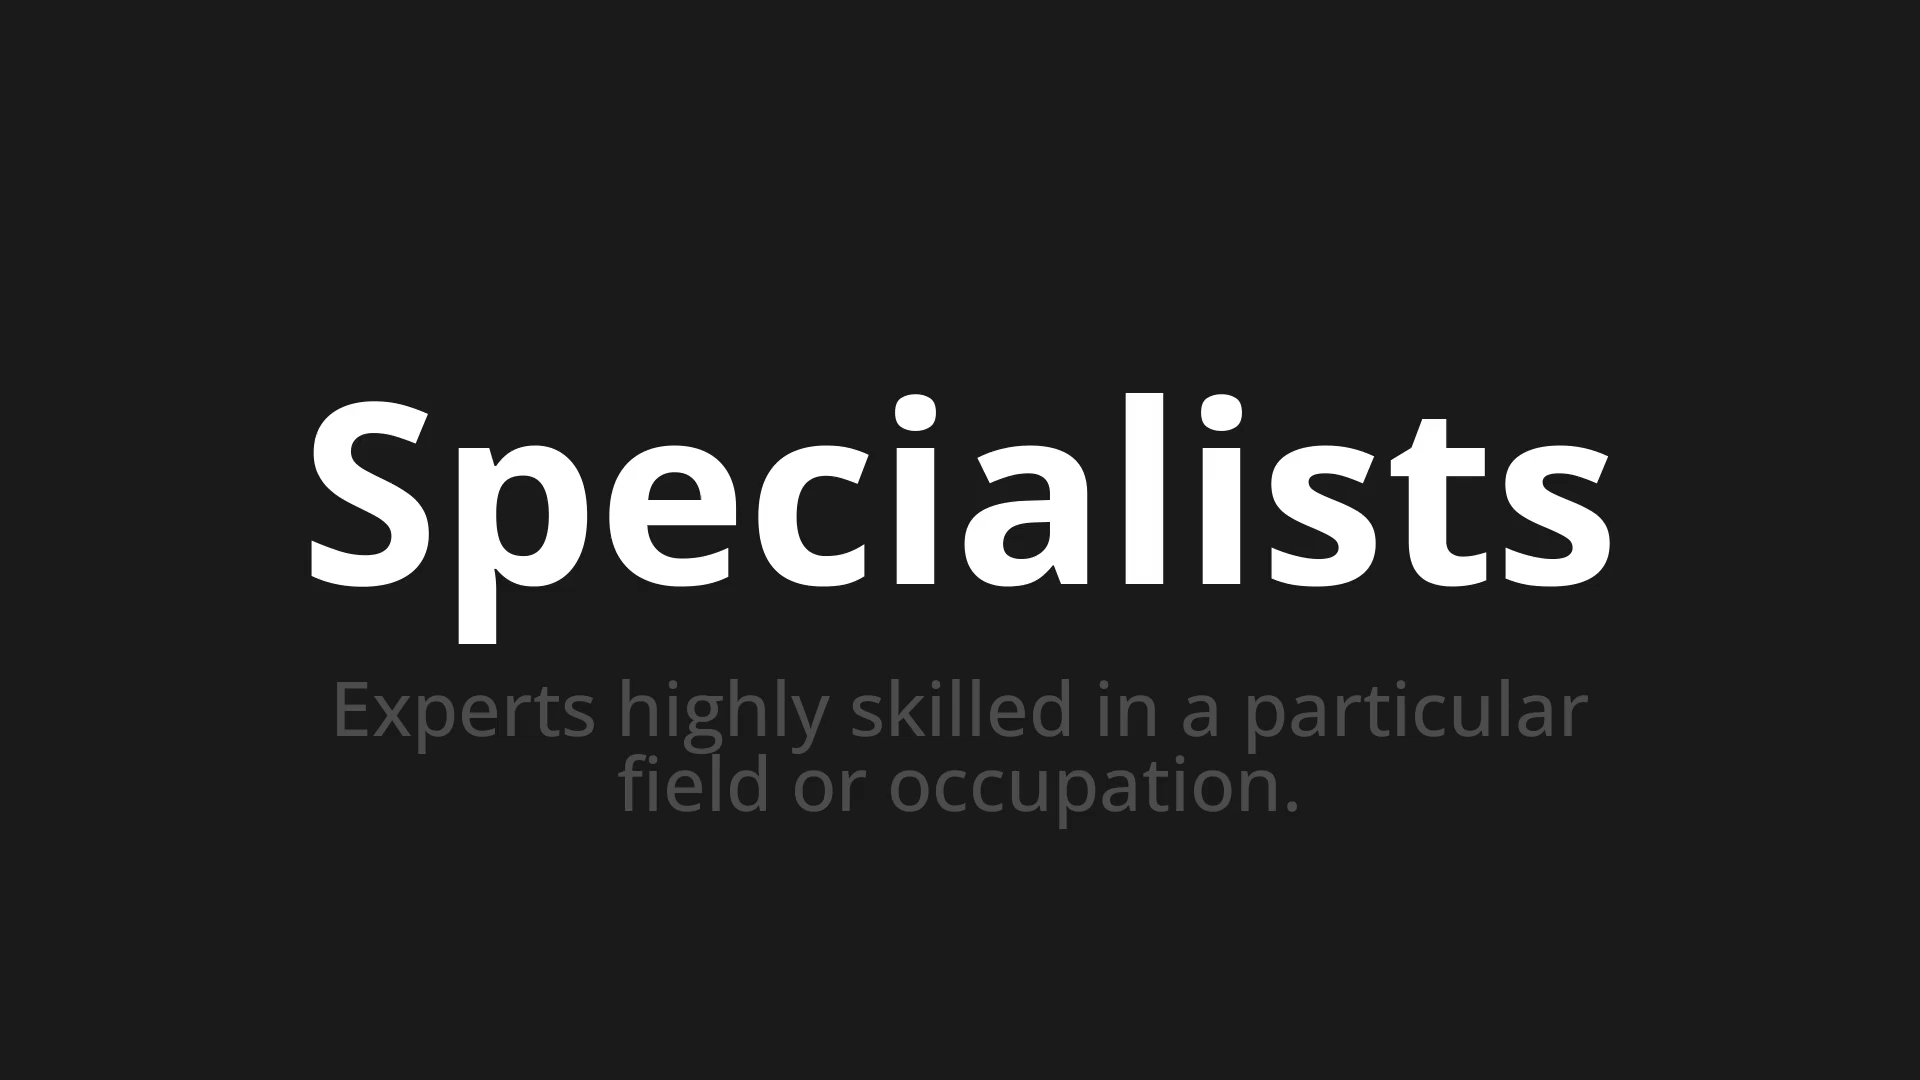 Specialists
Experts highly skilled in a particular
field or occupation.